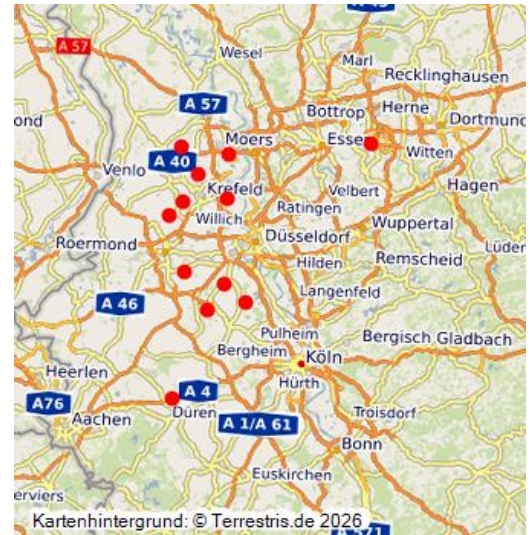 A 57
Wesel
Marl
Recklinghausen
A 57
Bottrop
Herne
Dortmund
ond
Moers
Esse
Witten
Venlo
A 40
Krefeld
Velbert
Hagen
Willich
Ratingen
Wuppertal
Roermond
Düsseldorf
Lüden
Hilden
Remscheid
A 46
Langenfeld
Pulheim
Bergisch Gladbach
Heerlen
Bergheim
Köln
Hürth
A76
A 4
Düren
Troisdorf
Aachen
A 1/A 61
Bonn
Euskirchen
erviers
Kartenhintergrund: © Terrestris.de 2026